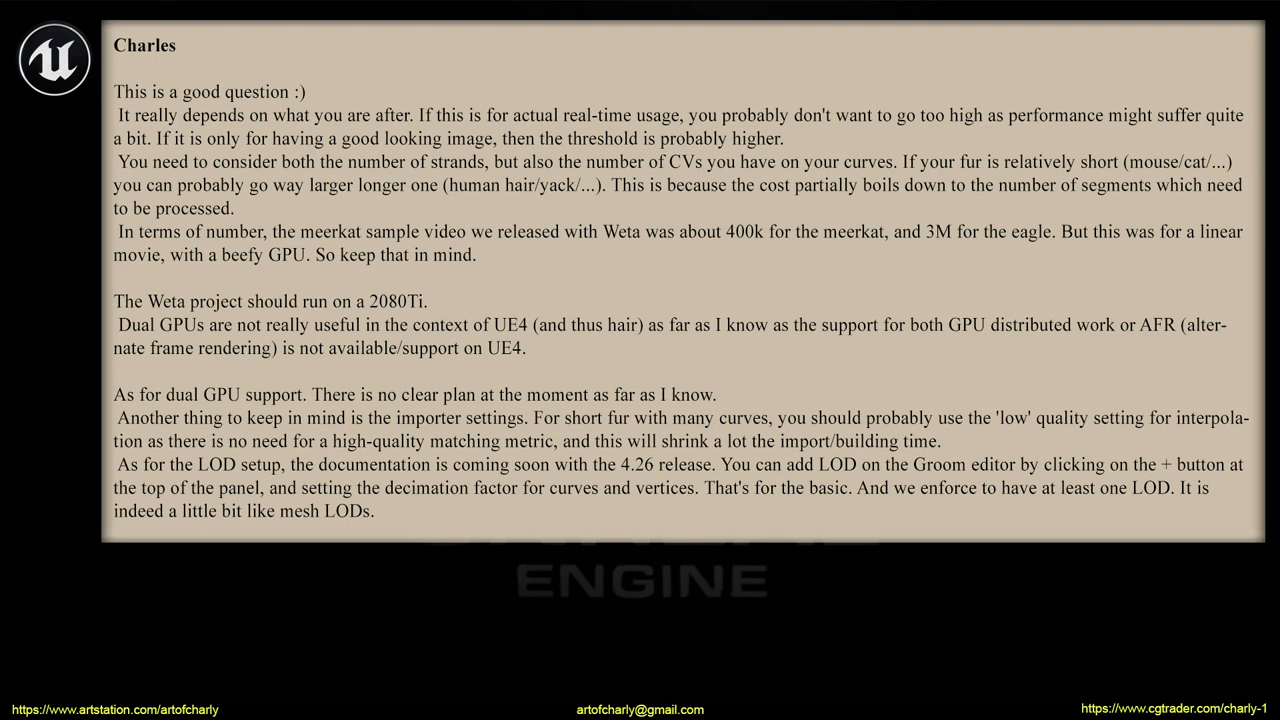 Charles
This is a good question :)
It really depends on what you are after. If this is for actual real-time usage, you probably don't want to go too high as performance might suffer quite
a bit. If it is only for having a good looking image, then the threshold is probably higher.
You need to consider both the number of strands, but also the number of CVs you have on your curves. If your fur is relatively short (mouse/cat/...)
you can probably go way larger longer one (human hair/yack/...). This is because the cost partially boils down to the number of segments which need
to be processed.
In terms of number, the meerkat sample video we released with Weta was about 400k for the meerkat, and 3M for the eagle. But this was for a linear
movie, with a beefy GPU. So keep that in mind.
The Weta project should run on a 2080Ti.
Dual GPUs are not really useful in the context of UE4 (and thus hair) as far as I know as the support for both GPU distributed work or AFR (alter-
nate frame rendering) is not available/support on UE4.
As for dual GPU support. There is no clear plan at the moment as far as I know.
Another thing to keep in mind is the importer settings. For short fur with many curves, you should probably use the 'low' quality setting for interpola-
tion as there is no need for a high-quality matching metric, and this will shrink a lot the import/building time.
As for the LOD setup, the documentation is coming soon with the 4.26 release. You can add LOD on the Groom editor by clicking on the + button at
the top of the panel, and setting the decimation factor for curves and vertices. That's for the basic. And we enforce to have at least one LOD. It is
indeed a little bit like mesh LODs.
ENGINE
https://www.artstation.com/artofcharly
artofcharly@gmail.com
https://www.cgtrader.com/charly-1